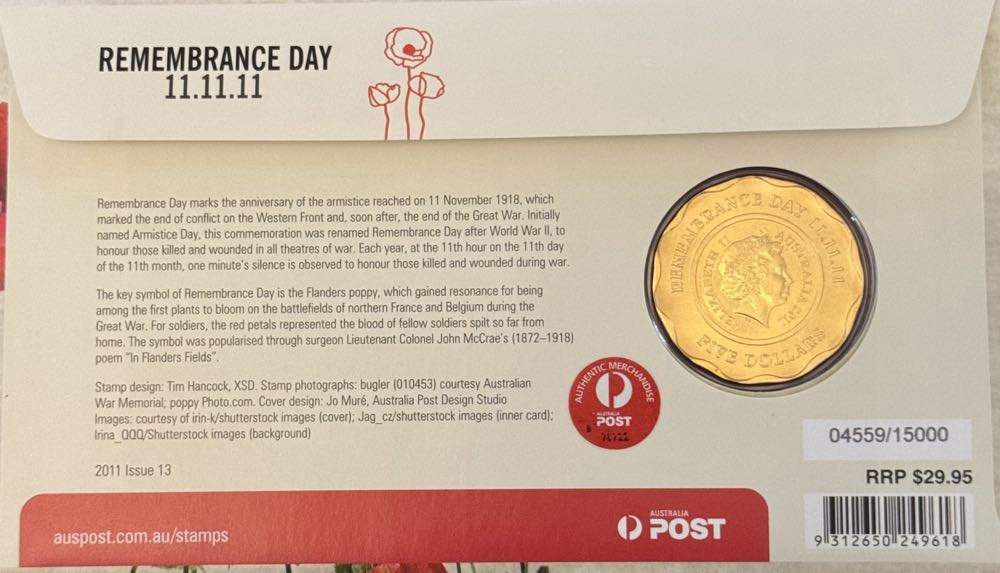 REMEMBRANCE DAY
11.11.11
Remembrance Day marks the anniversary of the armistice reached on 11 November 1918, which
marked the end of conflict on the Western Front and, soon after, the end of the Great War. Initially
named Armistice Day, this commemoration was renamed Remembrance Day after World War II, to
honour those killed and wounded in all theatres of war. Each year, at the 11th hour on the 11th day
of the 11th month, one minute's silence is observed to honour those killed and wounded during war.
The key symbol of Remembrance Day is the Flanders poppy, which gained resonance for being
among the first plants to bloom on the battlefields of northern France and Belgium during the
Great War. For soldiers, the red petals represented the blood of fellow soldiers spilt so far from
home. The symbol was popularised through surgeon Lieutenant Colonel John McCrae's (1872–1918)
poem "In Flanders Fields".
Stamp design: Tim Hancock, XSD. Stamp photographs: bugler (010453) courtesy Australian
War Memorial; poppy Photo.com. Cover design: Jo Muré, Australia Post Design Studio
Images: courtesy of irin-k/shutterstock images (cover); Jag_cz/shutterstock images (inner card);
Irina_QQQ/Shutterstock images (background)
2011 Issue 13
REMEMBRANCE DAY 11.11.11
ELIZABETH II
AUSTRALIA 2011
FIVE DOLLARS
AUTHENTIC MERCHANDISE
AUSTRALIA
POST
04559/15000
RRP $29.95
9 312650 249618
auspost.com.au/stamps
AUSTRALIA
POST